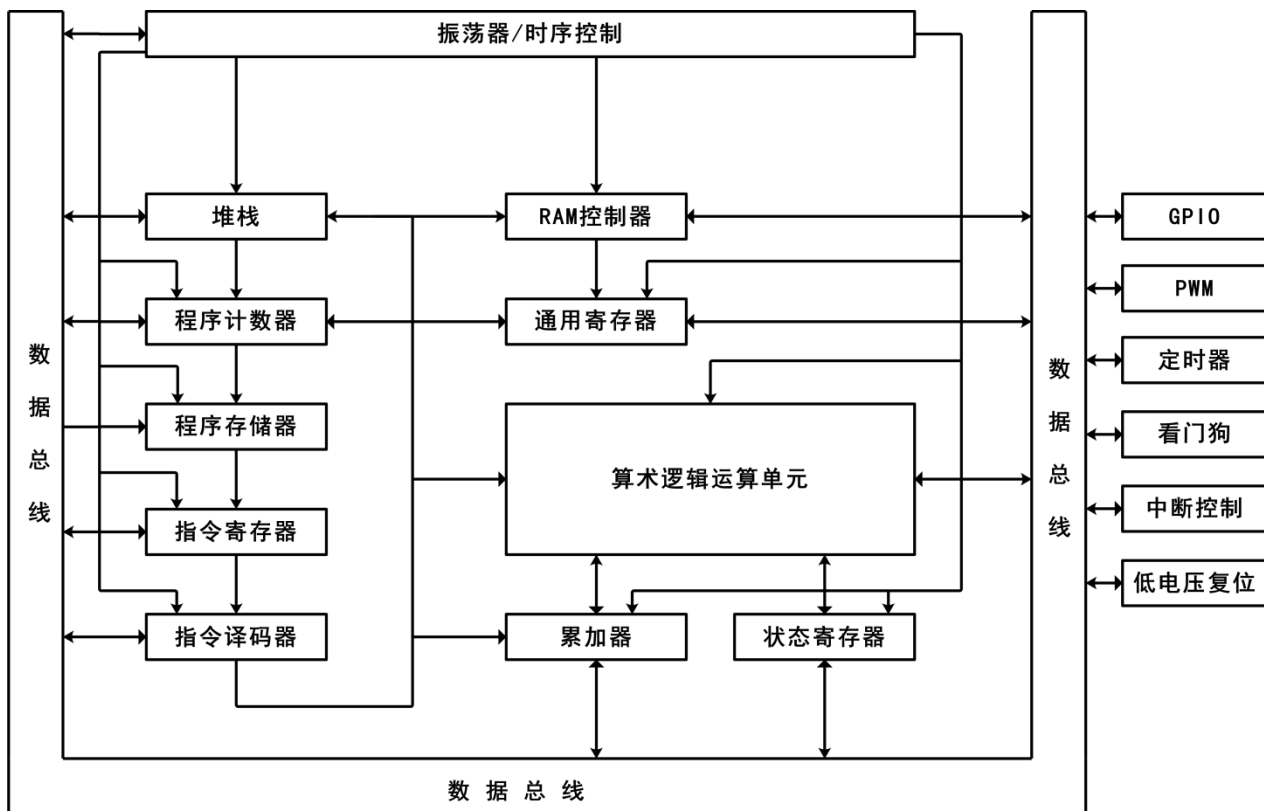 振荡器/时序控制
堆栈
RAM控制器
GPIO
PWM
程序计数器
通用寄存器
定时器
数据总线
数据总线
程序存储器
看门狗
算术逻辑运算单元
指令寄存器
中断控制
低电压复位
指令译码器
累加器
状态寄存器
数据总线